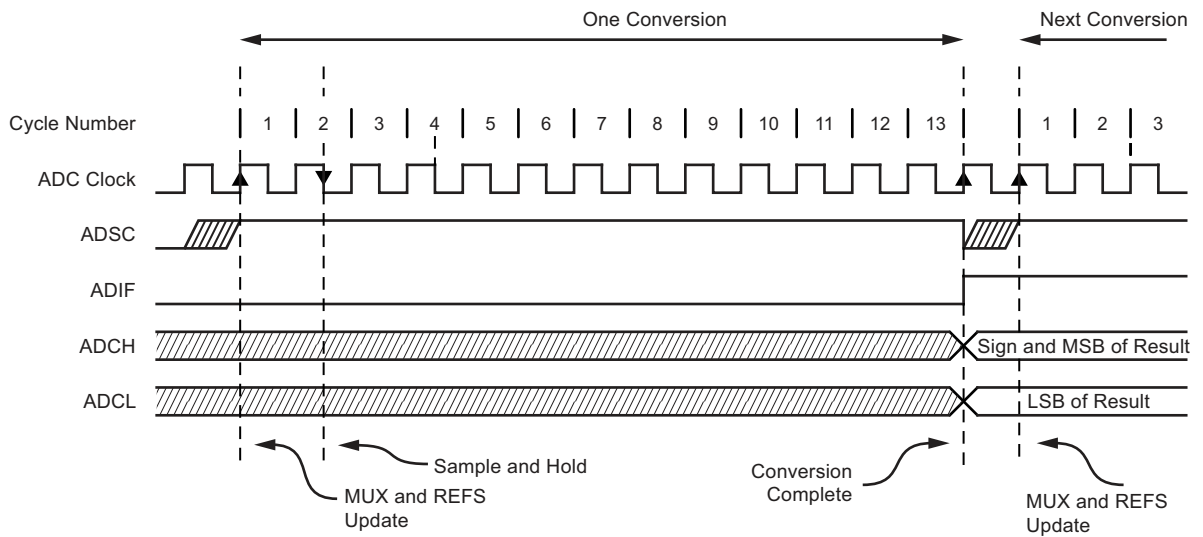 One Conversion
Next Conversion
Cycle Number
1 2 3 4 5 6 7 8 9 10 11 12 13 1 2 3
ADC Clock
ADSC
ADIF
ADCH
Sign and MSB of Result
ADCL
LSB of Result
Sample and Hold
MUX and REFS
Update
Conversion
Complete
MUX and REFS
Update